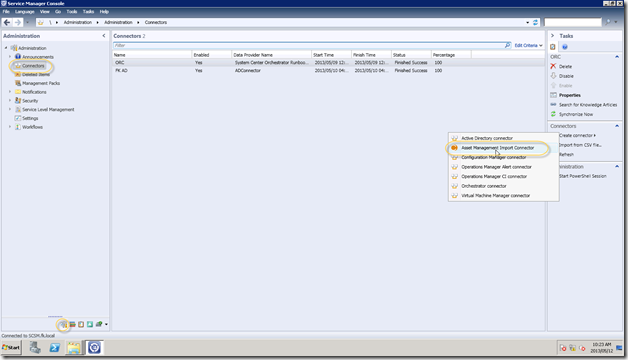 Service Manager Console
File Language View Go Tools Tasks Help
\ Administration Administration Connectors
Administration
Administration
Announcements
Connectors
Deleted Items
Management Packs
Notifications
Security
Service Level Management
Settings
Workflows
Connectors 2
Filter
Edit Criteria
Name Enabled Data Provider Name Start Time Finish Time Status Percentage
ORC Yes System Center Orchestrator Runboo... 2013/05/09 12:... 2013/05/09 12:... Finished Success 100
PK AD Yes ADConnector 2013/05/10 04:... 2013/05/10 04:... Finished Success 100
Active Directory connector
Asset Management Import Connector
Configuration Manager connector
Operations Manager Alert connector
Operations Manager CI connector
Orchestrator connector
Virtual Machine Manager connector
Tasks
ORC
Delete
Disable
Enable
Properties
Search for Knowledge Articles
Synchronize Now
Connectors
Create connector
Import from CSV File...
Refresh
ministration
Start PowerShell Session
Connected to SCSM.
Start
10:23 AM
2013/05/12